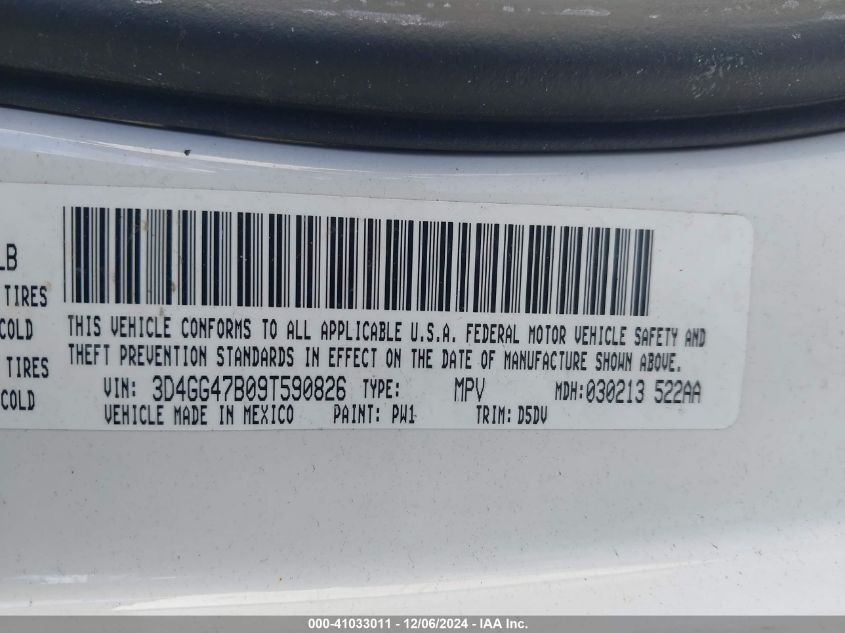 LB
TIRES
COLD
TIRES
COLD
THIS VEHICLE CONFORMS TO ALL APPLICABLE U.S.A. FEDERAL MOTOR VEHICLE SAFETY AND
THEFT PREVENTION STANDARDS IN EFFECT ON THE DATE OF MANUFACTURE SHOWN ABOVE.
VIN: 3D4GG47B09T590826 TYPE: MPV MDH:030213 522AA
VEHICLE MADE IN MEXICO PAINT: PW1 TRIM: D5DV
000-41033011 - 12/06/2024 - IAA Inc.